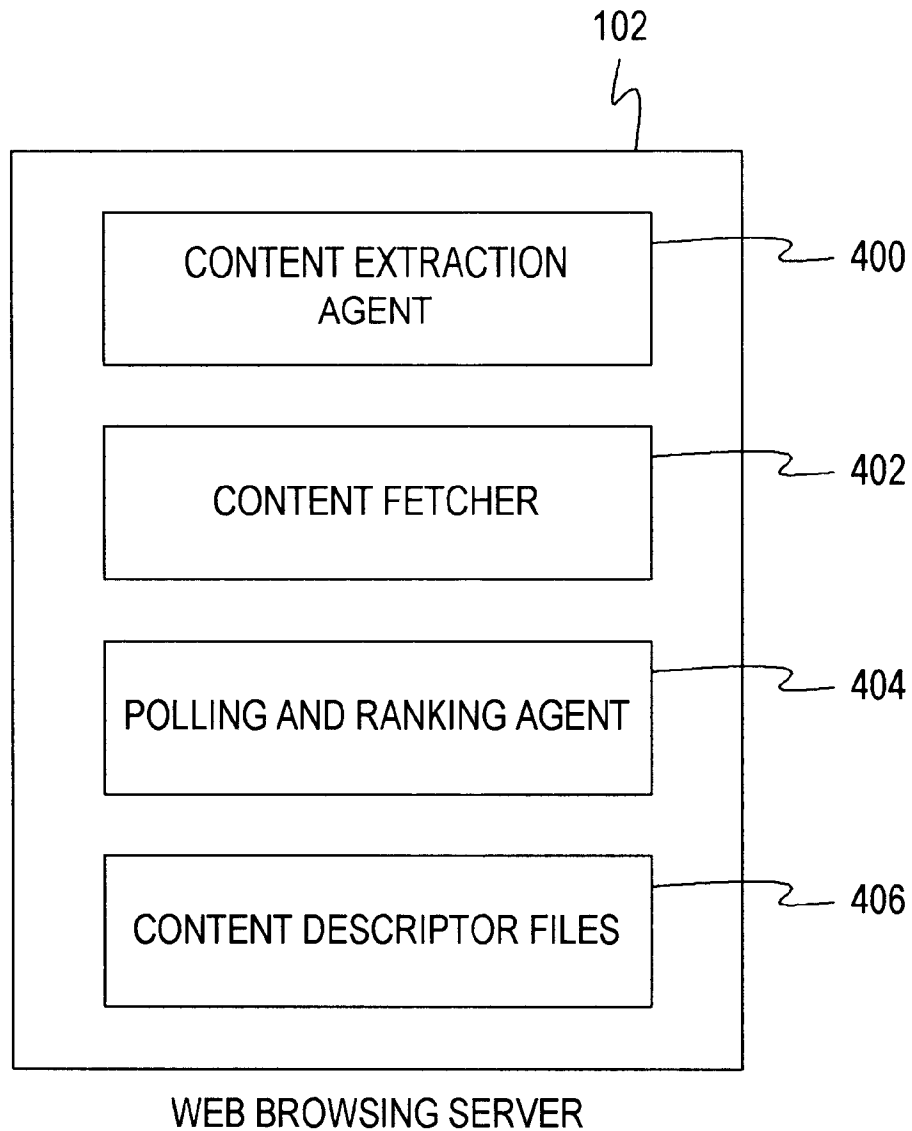 102
CONTENT EXTRACTION
AGENT
400
CONTENT FETCHER
402
POLLING AND RANKING AGENT
404
CONTENT DESCRIPTOR FILES
406
WEB BROWSING SERVER